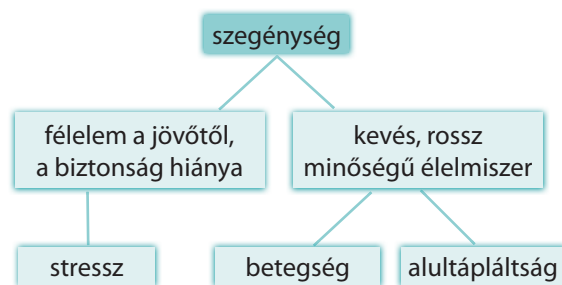 szegénység
félelem a jövőtől,
a biztonság hiánya
kevés, rossz
minőségű élelmiszer
stressz
betegség
alultápláltság